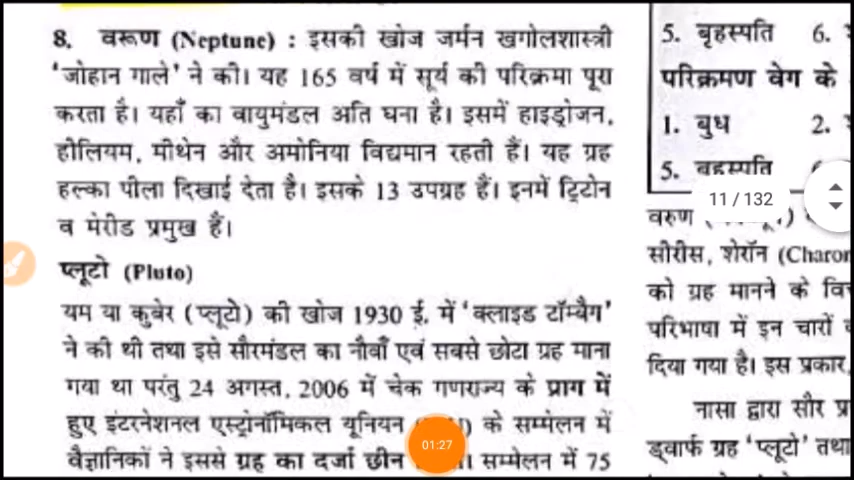 8. वरूण (Neptune) : इसकी खोज जर्मन खगोलशास्त्री
'जोहान गाले' ने की। यह 165 वर्ष में सूर्य की परिक्रमा पूरा
करता है। यहाँ का वायुमंडल अति घना है। इसमें हाइड्रोजन,
हीलियम, मीथेन और अमोनिया विद्यमान रहती हैं। यह ग्रह
हल्का पीला दिखाई देता है। इसके 13 उपग्रह हैं। इनमें ट्रिटोन
व मेरीड प्रमुख हैं।
प्लूटो (Pluto)
यम या कुबेर (प्लूटो) की खोज 1930 ई. में 'क्लाइड टॉम्बैग'
ने की थी तथा इसे सौरमंडल का नौवाँ एवं सबसे छोटा ग्रह माना
गया था परंतु 24 अगस्त, 2006 में चेक गणराज्य के प्राग में
हुए इंटरनेशनल एस्ट्रोनॉमिकल यूनियन के सम्मेलन में
वैज्ञानिकों ने इससे ग्रह का दर्जा छीन सम्मेलन में 75
01:27
5. बृहस्पति 6.
परिक्रमण वेग के
1. बुध 2.
5. बृहस्पति
11 / 132
वरुण
सीरीस, शेरॉन (Charon
को ग्रह मानने के
परिभाषा में इन चारों
दिया गया है। इस प्रकार,
नासा द्वारा सौर
ड्वार्फ ग्रह 'प्लूटो' तथा